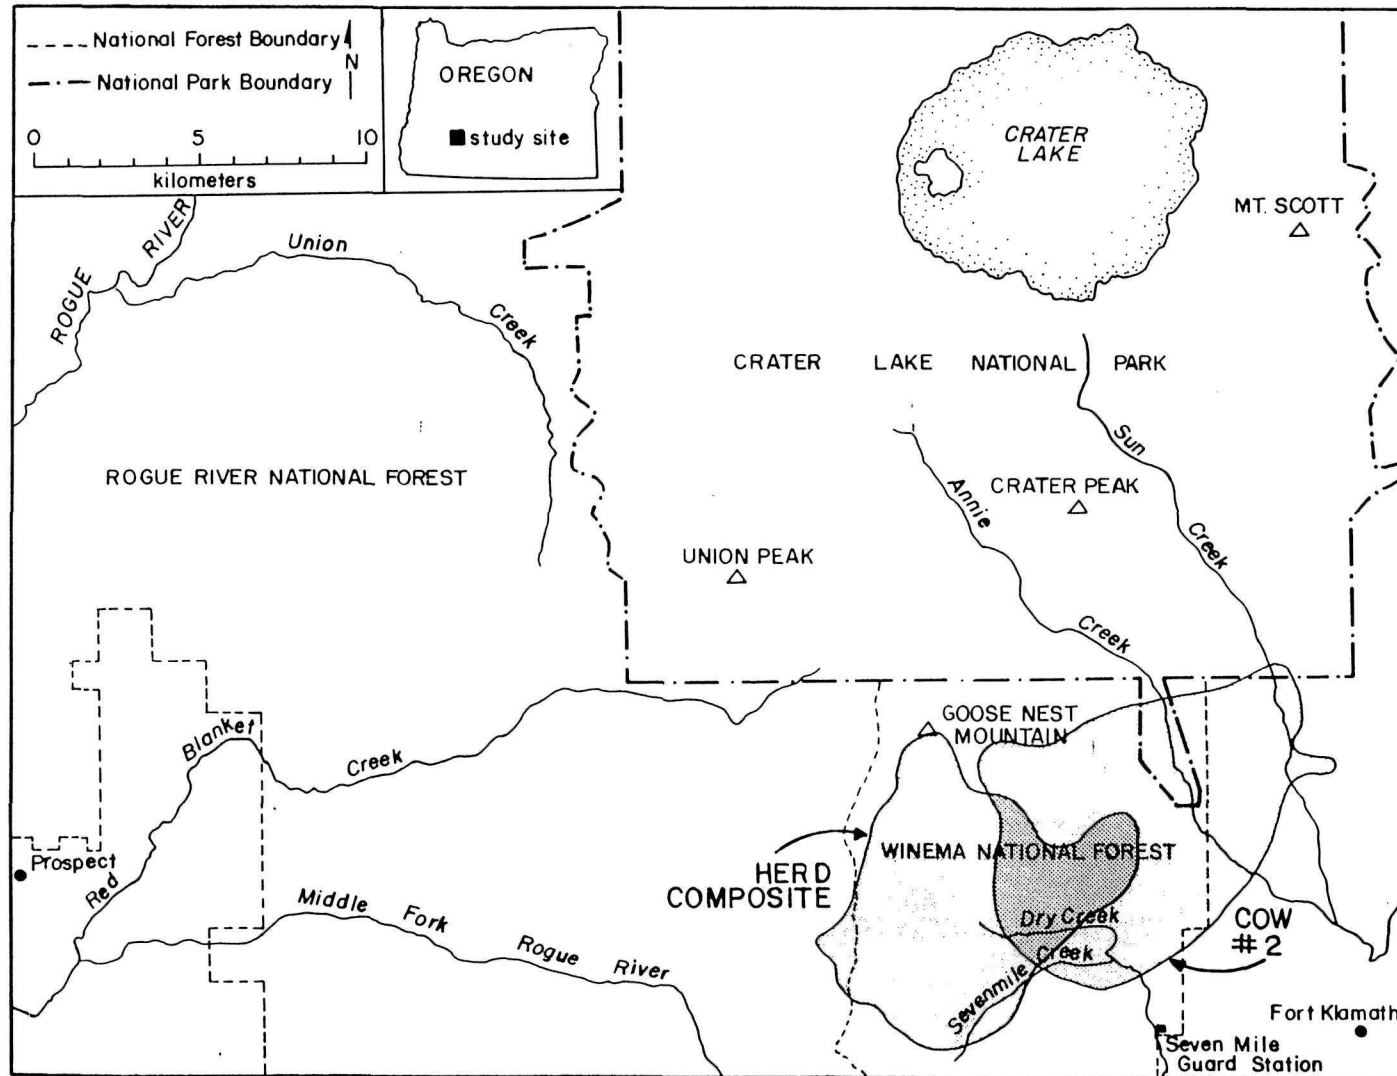 National Forest Boundary
N
National Park Boundary
0 5 10
kilometers
OREGON
study site
CRATER
LAKE
MT. SCOTT
ROGUE RIVER
Union Creek
CRATER LAKE NATIONAL PARK
Sun Creek
Annie Creek
CRATER PEAK
ROGUE RIVER NATIONAL FOREST
UNION PEAK
GOOSE NEST
MOUNTAIN
Red Blanket Creek
Prospect
WINEMA NATIONAL FOREST
HERD
COMPOSITE
Middle Fork Rogue River
Dry Creek
Sevenmile Creek
COW
#2
Fort Klamath
Seven Mile
Guard Station